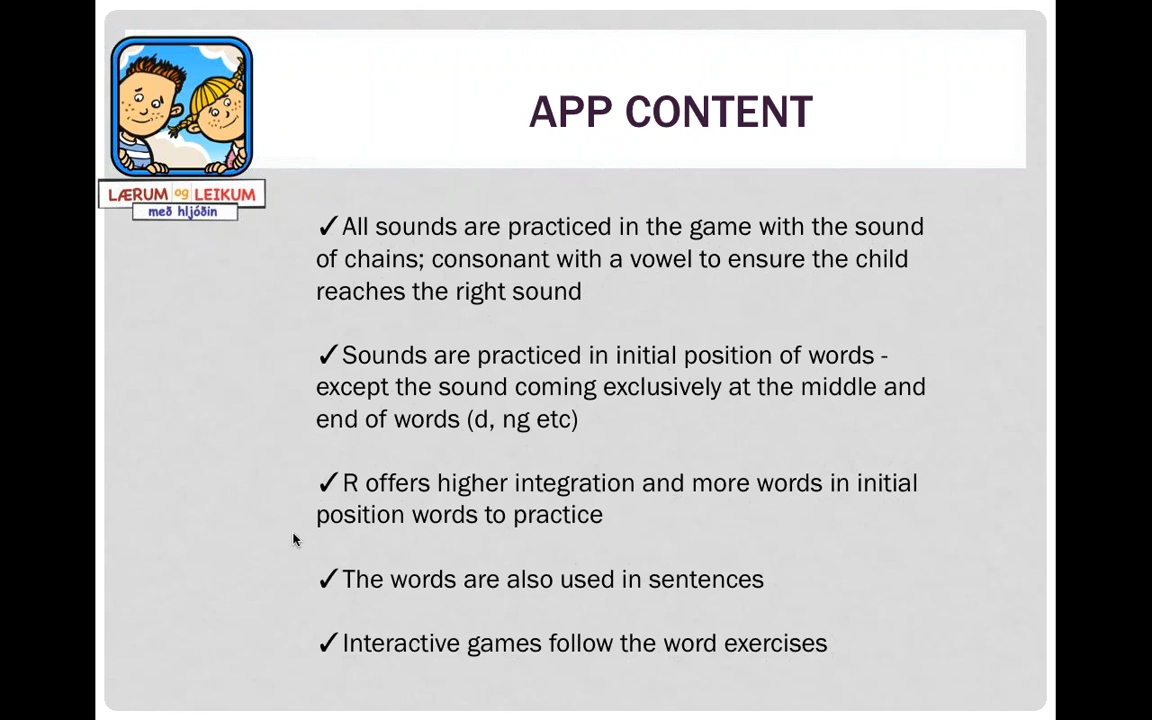 LÆRUM og LEIKUM
með hljóðin
APP CONTENT
✓All sounds are practiced in the game with the sound
of chains; consonant with a vowel to ensure the child
reaches the right sound
✓Sounds are practiced in initial position of words -
except the sound coming exclusively at the middle and
end of words (d, ng etc)
✓R offers higher integration and more words in initial
position words to practice
✓The words are also used in sentences
✓Interactive games follow the word exercises